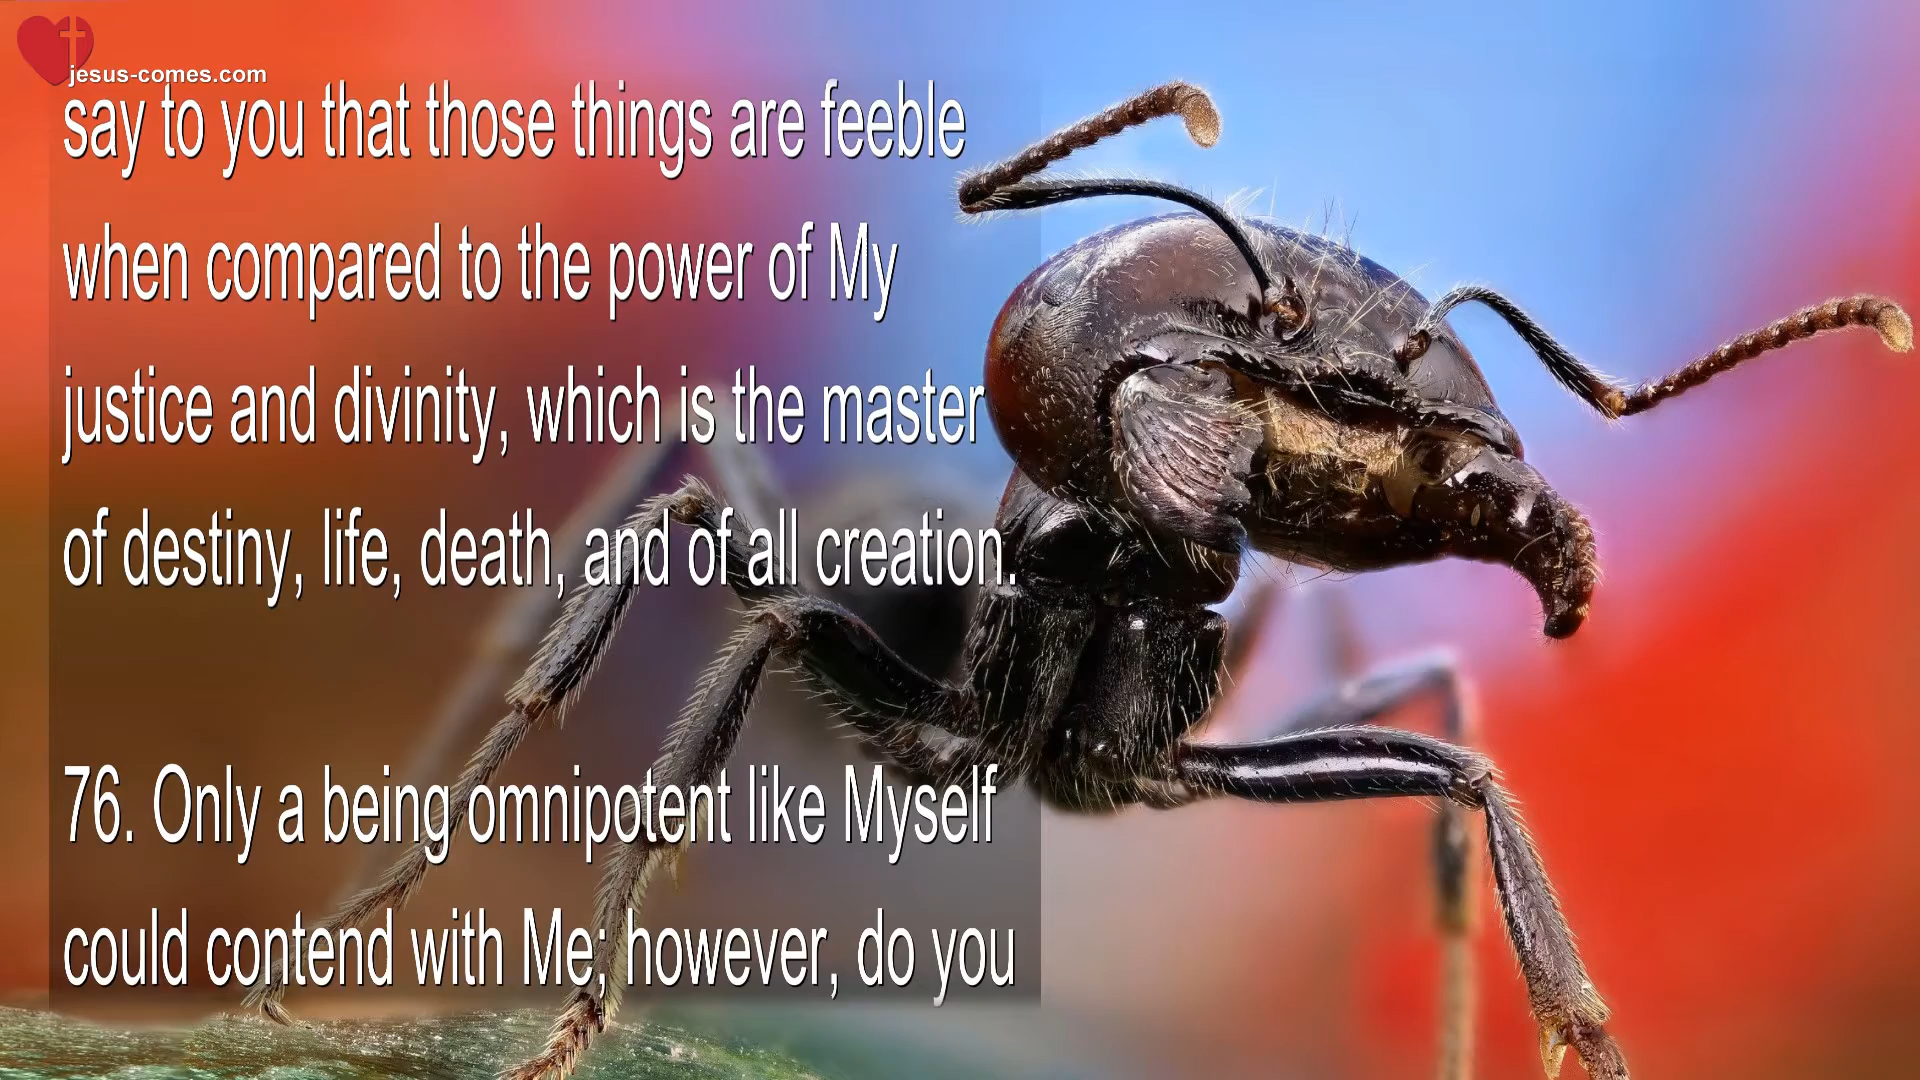 jesus-comes.com
say to you that those things are feeble
when compared to the power of My
justice and divinity, which is the master
of destiny, life, death, and of all creation.
76. Only a being omnipotent like Myself
could contend with Me; however, do you